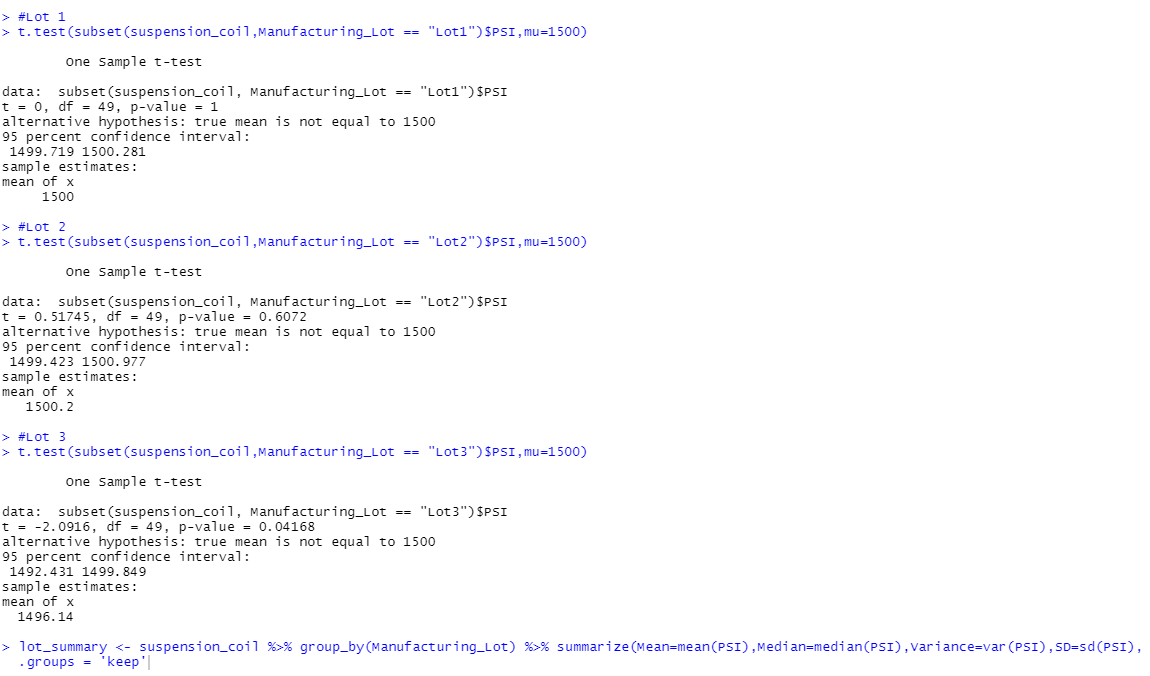 > #Lot 1
> t.test(subset(suspension_coil,Manufacturing_Lot == "Lot1")$PSI,mu=1500)
One Sample t-test
data:  subset(suspension_coil, Manufacturing_Lot == "Lot1")$PSI
t = 0, df = 49, p-value = 1
alternative hypothesis: true mean is not equal to 1500
95 percent confidence interval:
1499.719 1500.281
sample estimates:
mean of x
1500
> #Lot 2
> t.test(subset(suspension_coil,Manufacturing_Lot == "Lot2")$PSI,mu=1500)
One Sample t-test
data:  subset(suspension_coil, Manufacturing_Lot == "Lot2")$PSI
t = 0.51745, df = 49, p-value = 0.6072
alternative hypothesis: true mean is not equal to 1500
95 percent confidence interval:
1499.423 1500.977
sample estimates:
mean of x
1500.2
> #Lot 3
> t.test(subset(suspension_coil,Manufacturing_Lot == "Lot3")$PSI,mu=1500)
One Sample t-test
data:  subset(suspension_coil, Manufacturing_Lot == "Lot3")$PSI
t = -2.0916, df = 49, p-value = 0.04168
alternative hypothesis: true mean is not equal to 1500
95 percent confidence interval:
1492.431 1499.849
sample estimates:
mean of x
1496.14
> lot_summary <- suspension_coil %>% group_by(Manufacturing_Lot) %>% summarize(Mean=mean(PSI),Median=median(PSI),Variance=var(PSI),SD=sd(PSI),
.groups = 'keep'